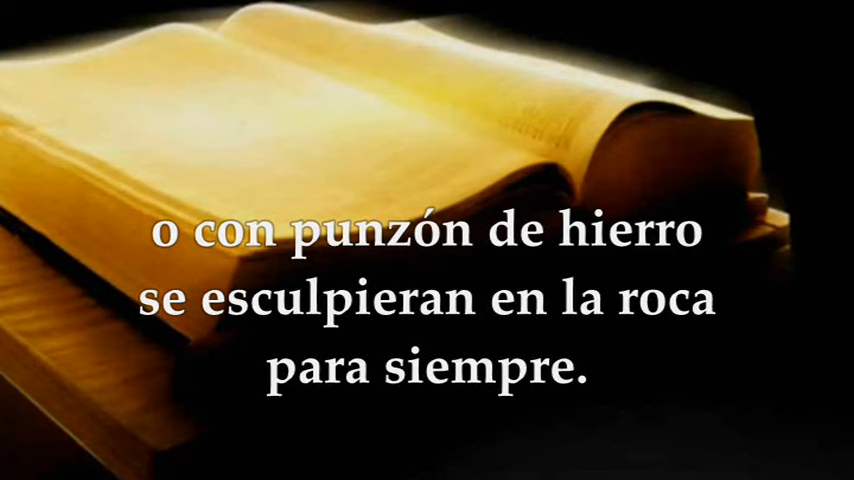 o con punzón de hierro
se esculpieran en la roca
para siempre.